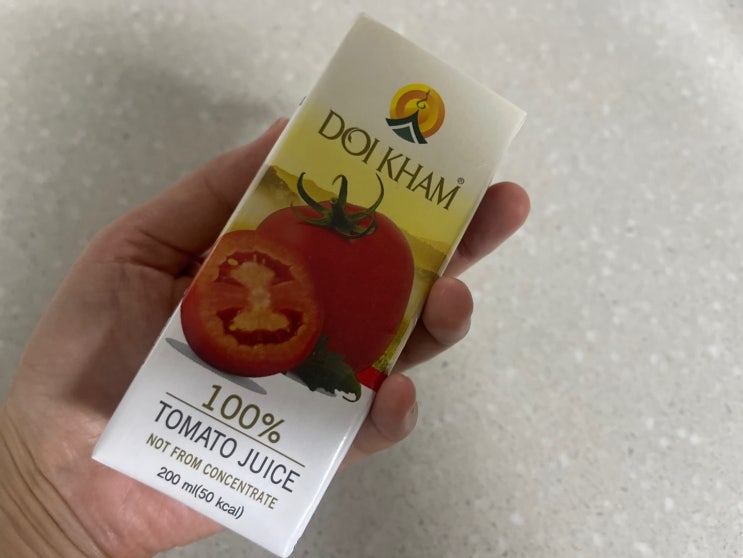 DOI KHAM®
100%
TOMATO JUICE
NOT FROM CONCENTRATE
200 ml(50 kcal)